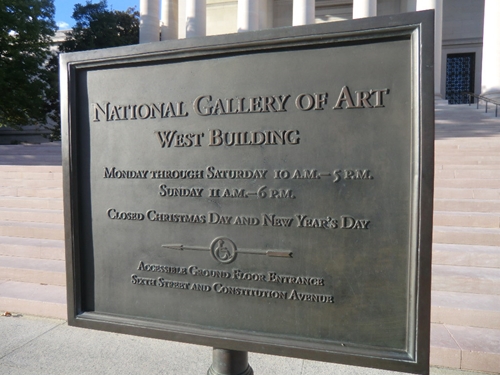 NATIONAL GALLERY OF ART
WEST BUILDING
MONDAY THROUGH SATURDAY 10 A.M.—5 P.M.
SUNDAY 11 A.M.—6 P.M.
CLOSED CHRISTMAS DAY AND NEW YEAR'S DAY
ACCESSIBLE GROUND FLOOR ENTRANCE
SIXTH STREET AND CONSTITUTION AVENUE